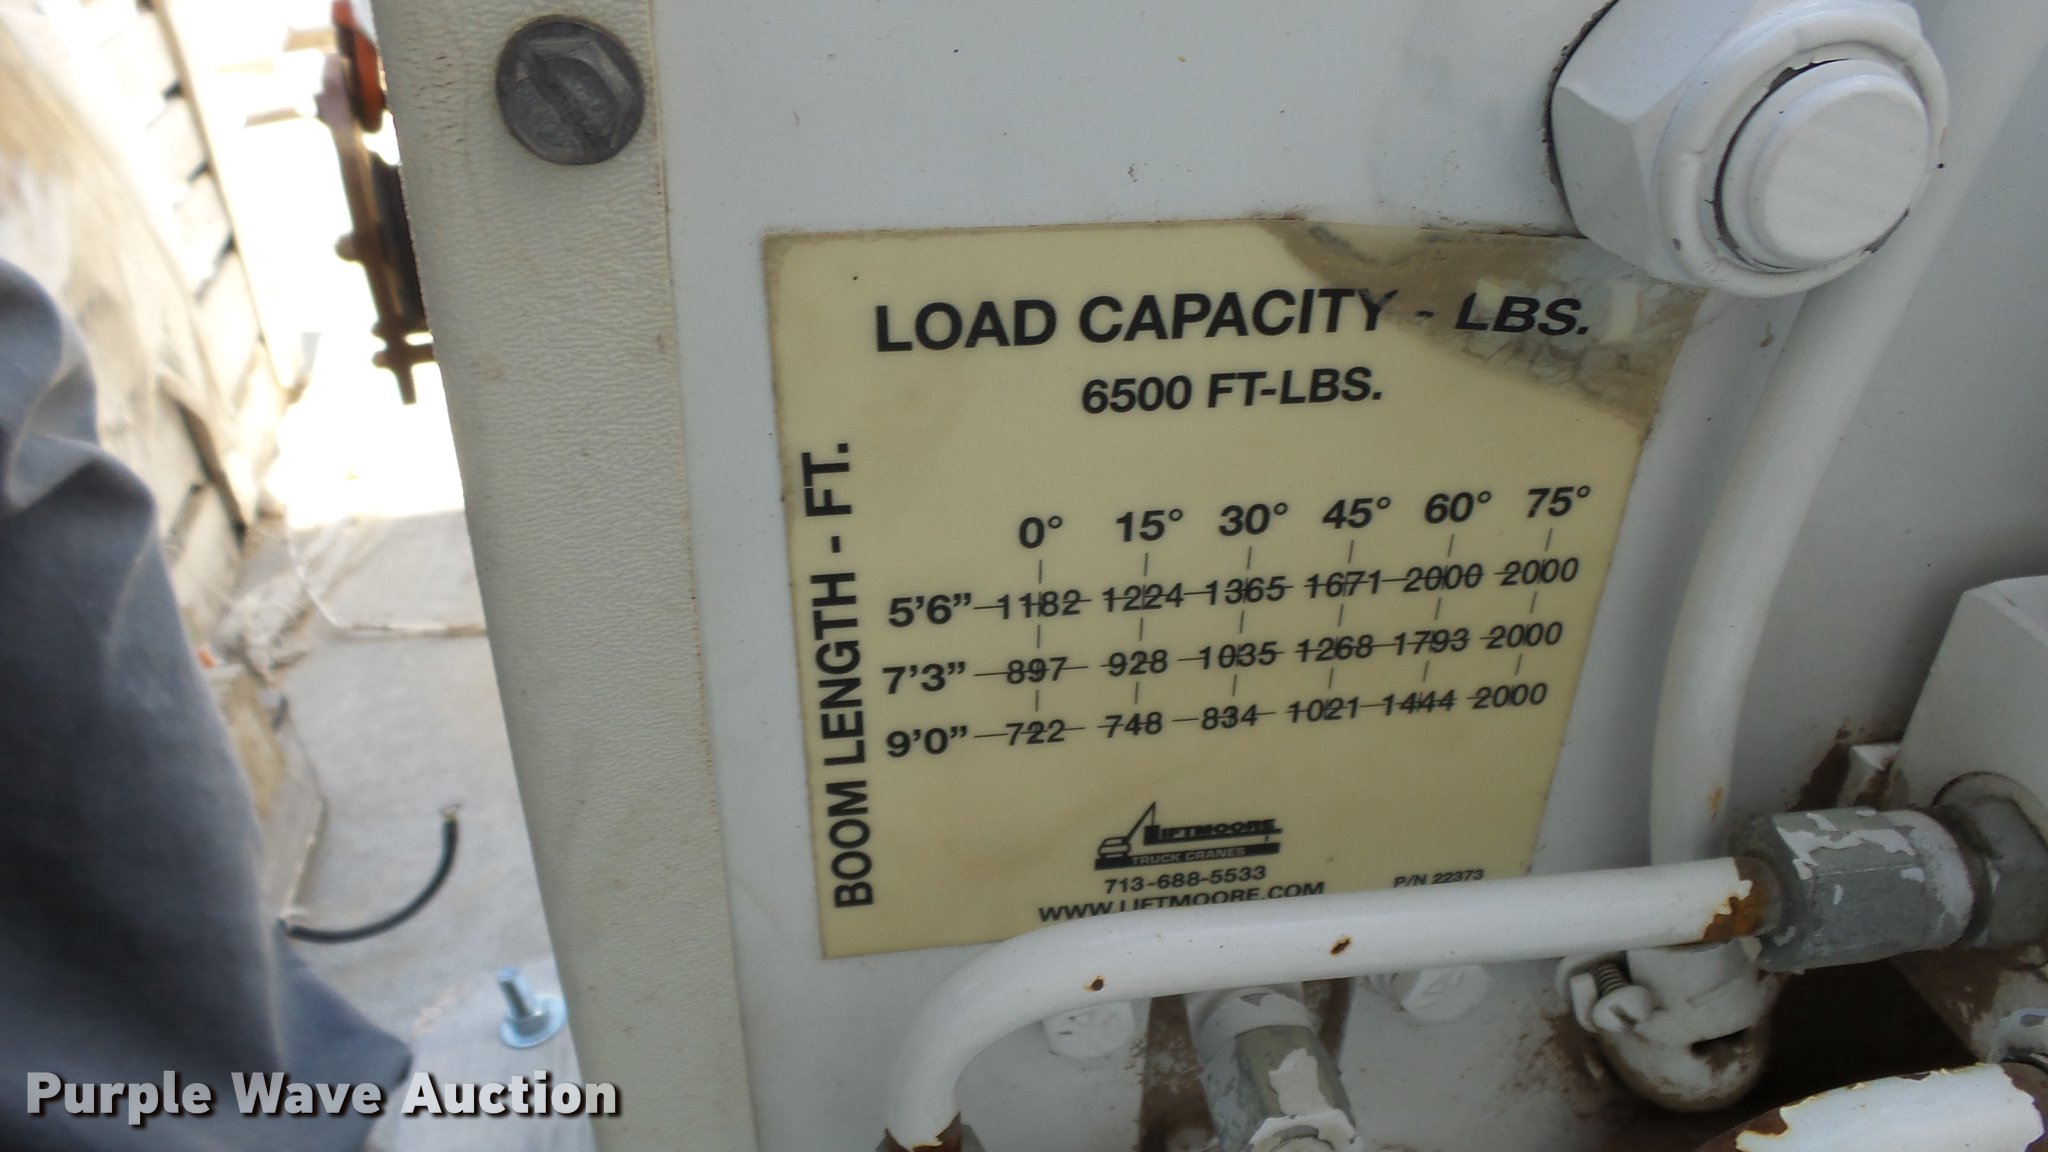 LOAD CAPACITY - LBS.
6500 FT-LBS.
BOOM LENGTH - FT.
0° 15° 30° 45° 60° 75°
5'6" 1182 1224 1365 1671 2000 2000
7'3" 897 928 1035 1268 1793 2000
9'0" 722 748 834 1021 1444 2000
LIFTMOORE
TRUCK CRANES
713-688-5533
WWW.LIFTMOORE.COM
P/N 22373
Purple Wave Auction